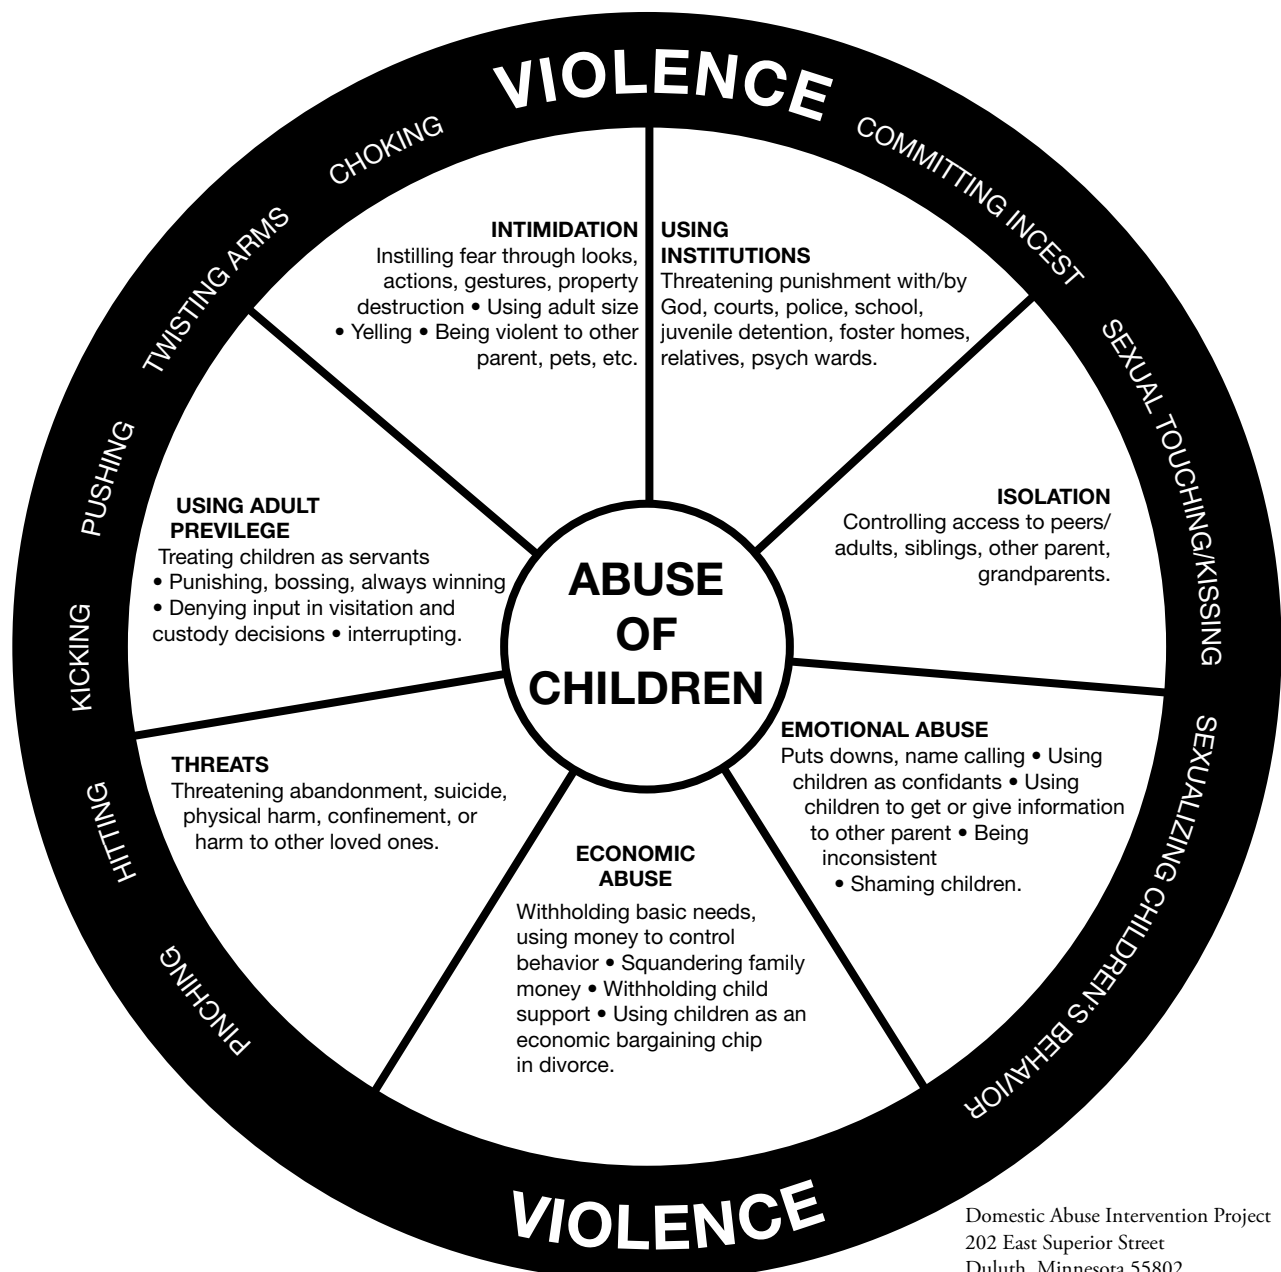 VIOLENCE
CHOKING
TWISTING ARMS
PUSHING
KICKING
HITTING
PINCHING
COMMITTING INCEST
SEXUAL TOUCHING/KISSING
SEXUALIZING CHILDREN'S BEHAVIOR
INTIMIDATION
Instilling fear through looks,
actions, gestures, property
destruction • Using adult size
• Yelling • Being violent to other
parent, pets, etc.
USING
INSTITUTIONS
Threatening punishment with/by
God, courts, police, school,
juvenile detention, foster homes,
relatives, psych wards.
USING ADULT
PREVILEGE
Treating children as servants
• Punishing, bossing, always winning
• Denying input in visitation and
custody decisions • interrupting.
ISOLATION
Controlling access to peers/
adults, siblings, other parent,
grandparents.
ABUSE
OF
CHILDREN
THREATS
Threatening abandonment, suicide,
physical harm, confinement, or
harm to other loved ones.
EMOTIONAL ABUSE
Puts downs, name calling • Using
children as confidants • Using
children to get or give information
to other parent • Being
inconsistent
• Shaming children.
ECONOMIC
ABUSE
Withholding basic needs,
using money to control
behavior • Squandering family
money • Withholding child
support • Using children as an
economic bargaining chip
in divorce.
VIOLENCE
Domestic Abuse Intervention Project
202 East Superior Street
Duluth, Minnesota 55802